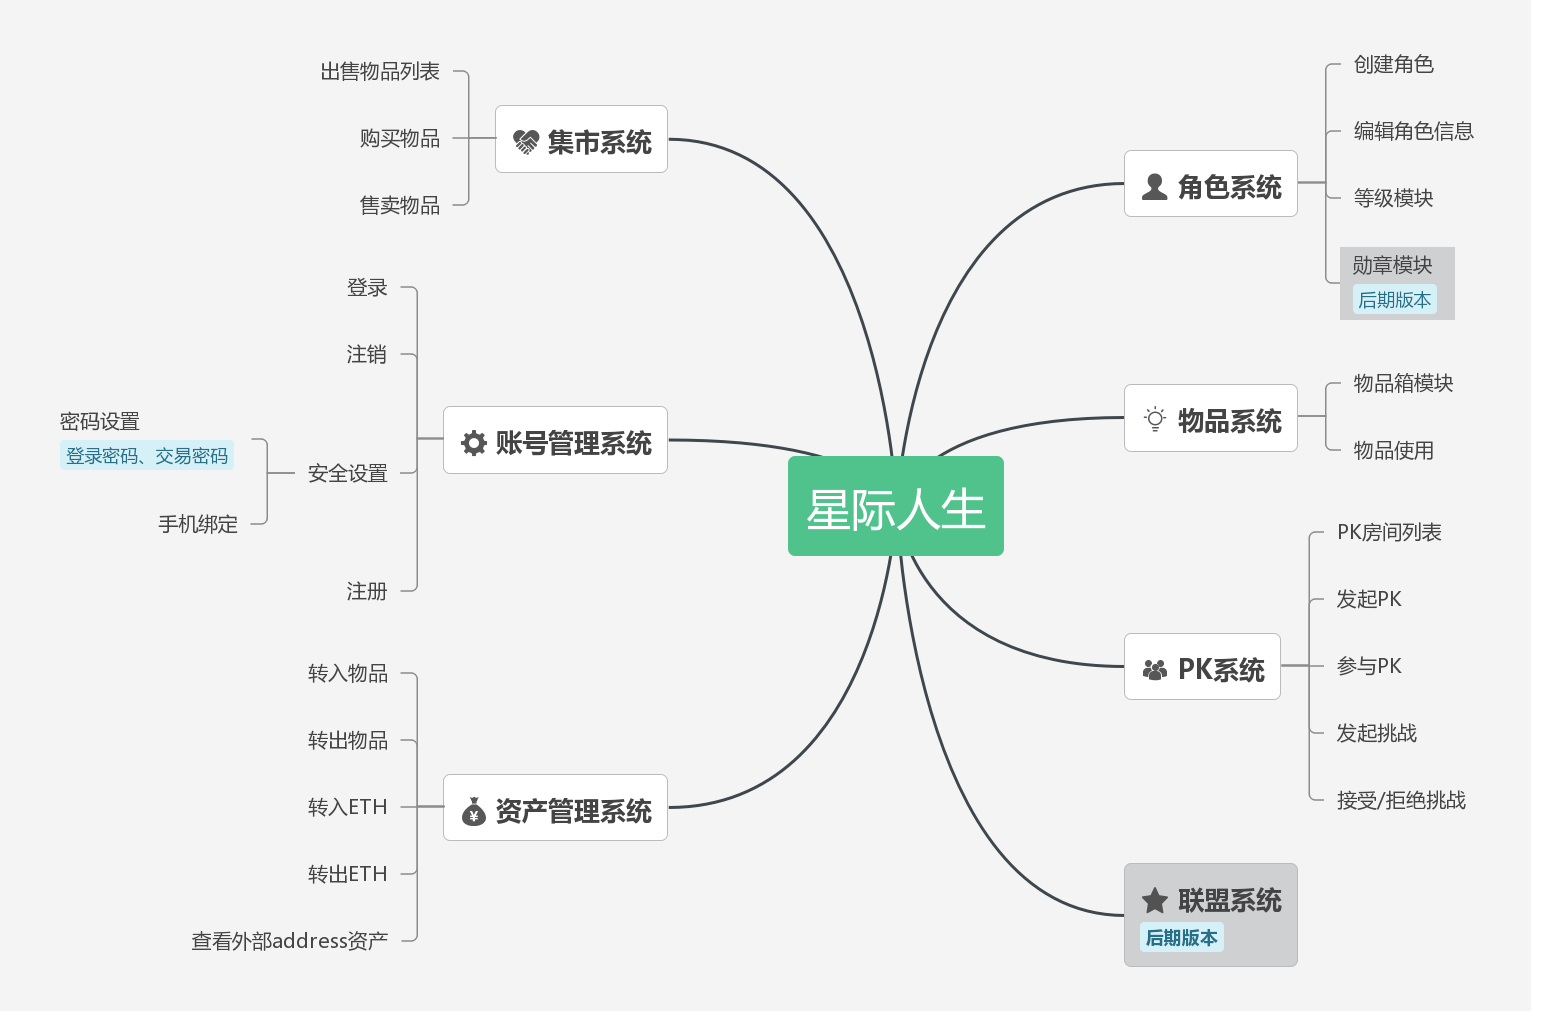 星际人生
角色系统
创建角色
编辑角色信息
等级模块
勋章模块
后期版本
物品系统
物品箱模块
物品使用
PK系统
PK房间列表
发起PK
参与PK
发起挑战
接受/拒绝挑战
联盟系统
后期版本
集市系统
出售物品列表
购买物品
售卖物品
账号管理系统
登录
注销
安全设置
密码设置
登录密码、交易密码
手机绑定
注册
资产管理系统
转入物品
转出物品
转入ETH
转出ETH
查看外部address资产